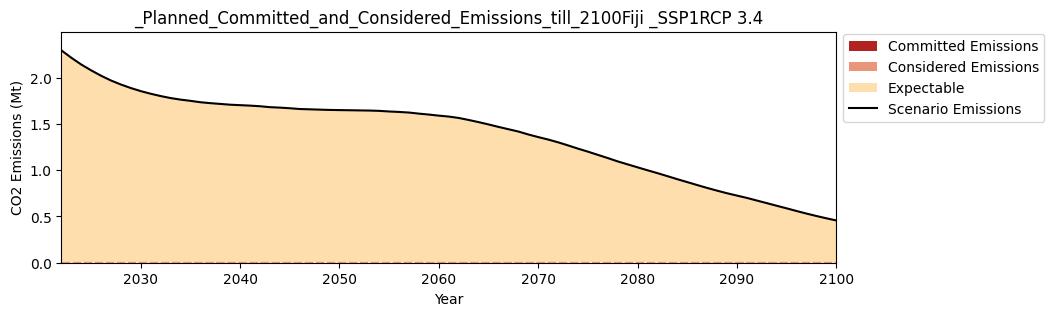 _Planned_Committed_and_Considered_Emissions_till_2100Fiji _SSP1RCP 3.4
Committed Emissions
Considered Emissions
Expectable
Scenario Emissions
CO2 Emissions (Mt)
2.0
1.5
1.0
0.5
0.0
2030 2040 2050 2060 2070 2080 2090 2100
Year